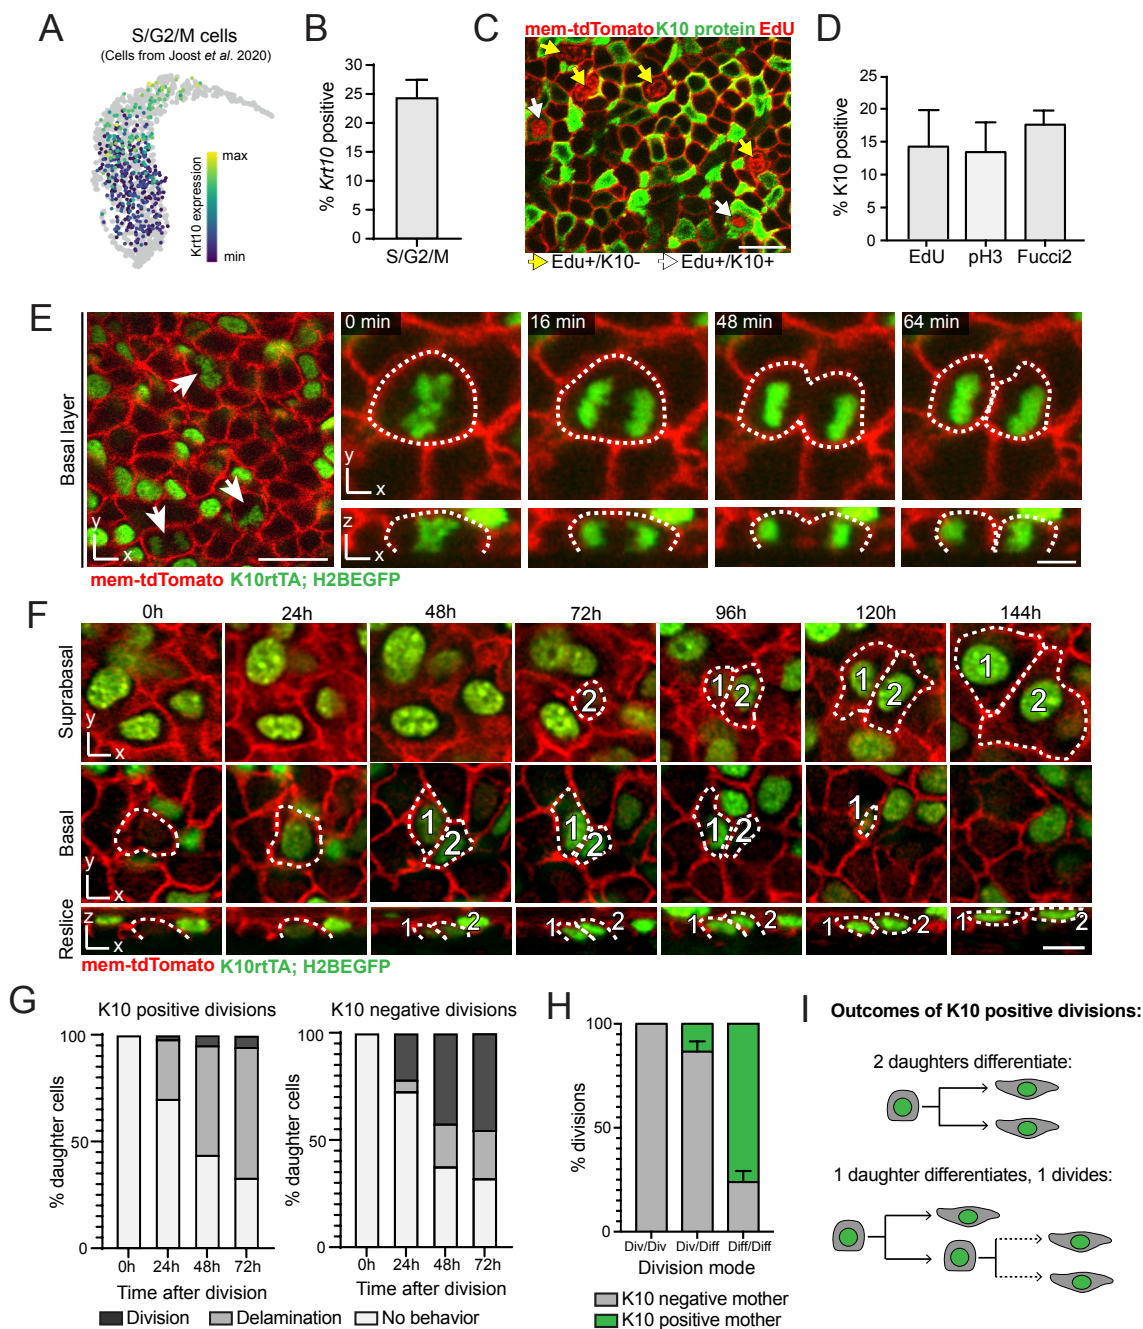 A
S/G2/M cells
(Cells from Joost et al. 2020)
Krt10 expression
max
min
B
% Krt10 positive
30
25
20
15
10
5
0
S/G2/M
C
mem-tdTomato K10 protein EdU
Edu+/K10-
Edu+/K10+
D
% K10 positive
25
20
15
10
5
0
EdU
pH3
Fucci2
E
Basal layer
y
x
0 min
16 min
48 min
64 min
y
x
z
x
mem-tdTomato K10rtTA; H2BEGFP
F
0h
24h
48h
72h
96h
120h
144h
Suprabasal
y
x
2
1
2
1
2
1
2
Basal
y
x
1
2
1
2
1
2
1
Reslice
z
x
1
2
1
2
1
2
1
2
1
2
mem-tdTomato K10rtTA; H2BEGFP
G
K10 positive divisions
% daughter cells
100
50
0
0h
24h
48h
72h
Time after division
K10 negative divisions
% daughter cells
100
50
0
0h
24h
48h
72h
Time after division
Division
Delamination
No behavior
H
% divisions
100
50
0
Div/Div
Div/Diff
Diff/Diff
Division mode
K10 negative mother
K10 positive mother
I
Outcomes of K10 positive divisions:
2 daughters differentiate:
1 daughter differentiates, 1 divides: